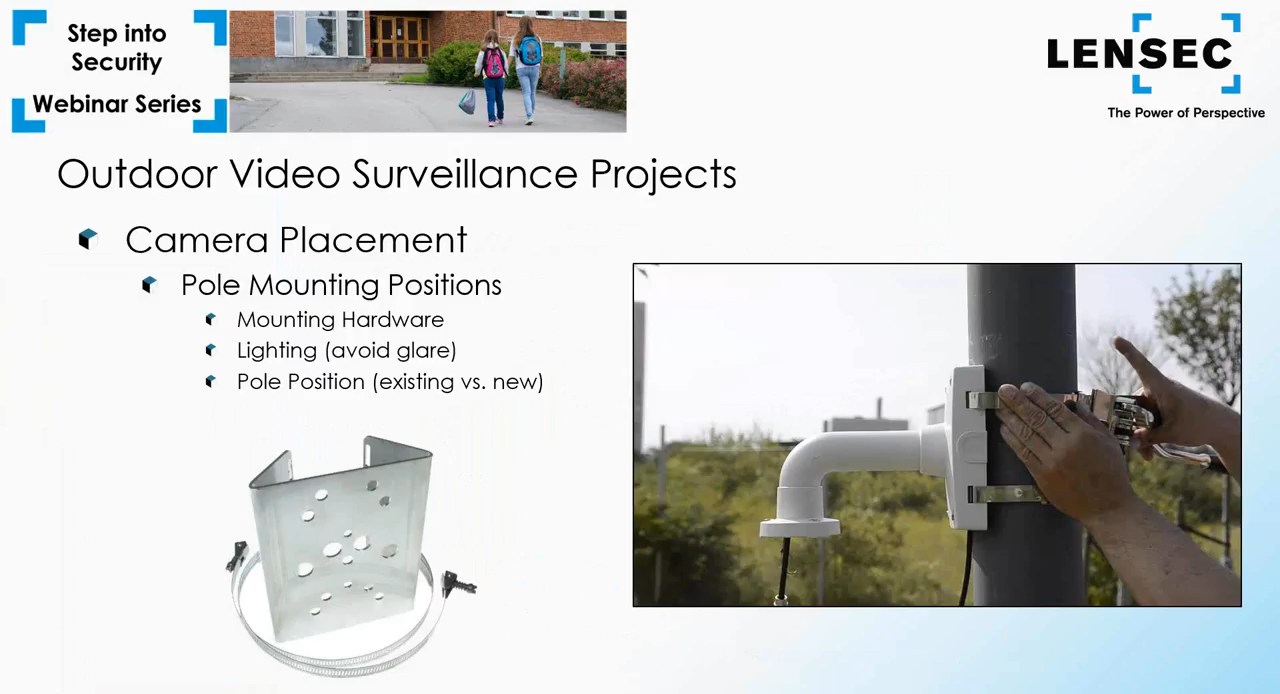 Step into
Security
Webinar Series
LENSEC
The Power of Perspective
Outdoor Video Surveillance Projects
Camera Placement
Pole Mounting Positions
Mounting Hardware
Lighting (avoid glare)
Pole Position (existing vs. new)